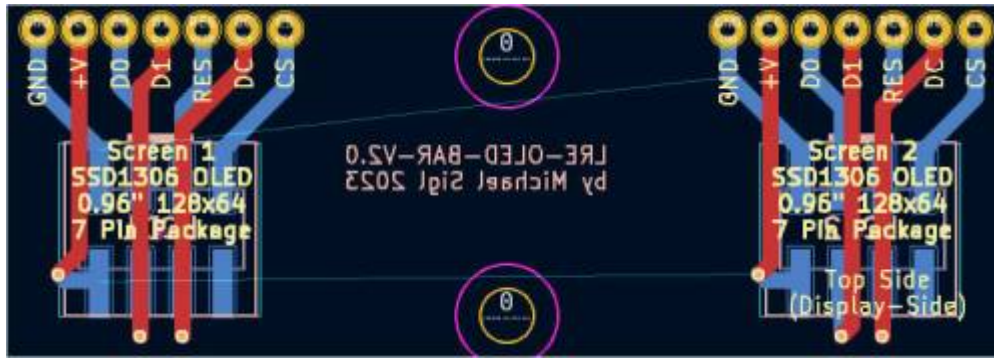 GND +V D0 D1 RES DC CS
Screen 1
SSD1306 OLED
0.96" 128x64
7 Pin Package
0
LRE-OLED-BAR-V2.0
by Michael Sigl 2023
0
GND +V D0 D1 RES DC CS
Screen 2
SSD1306 OLED
0.96" 128x64
7 Pin Package
Top Side
(Display-Side)